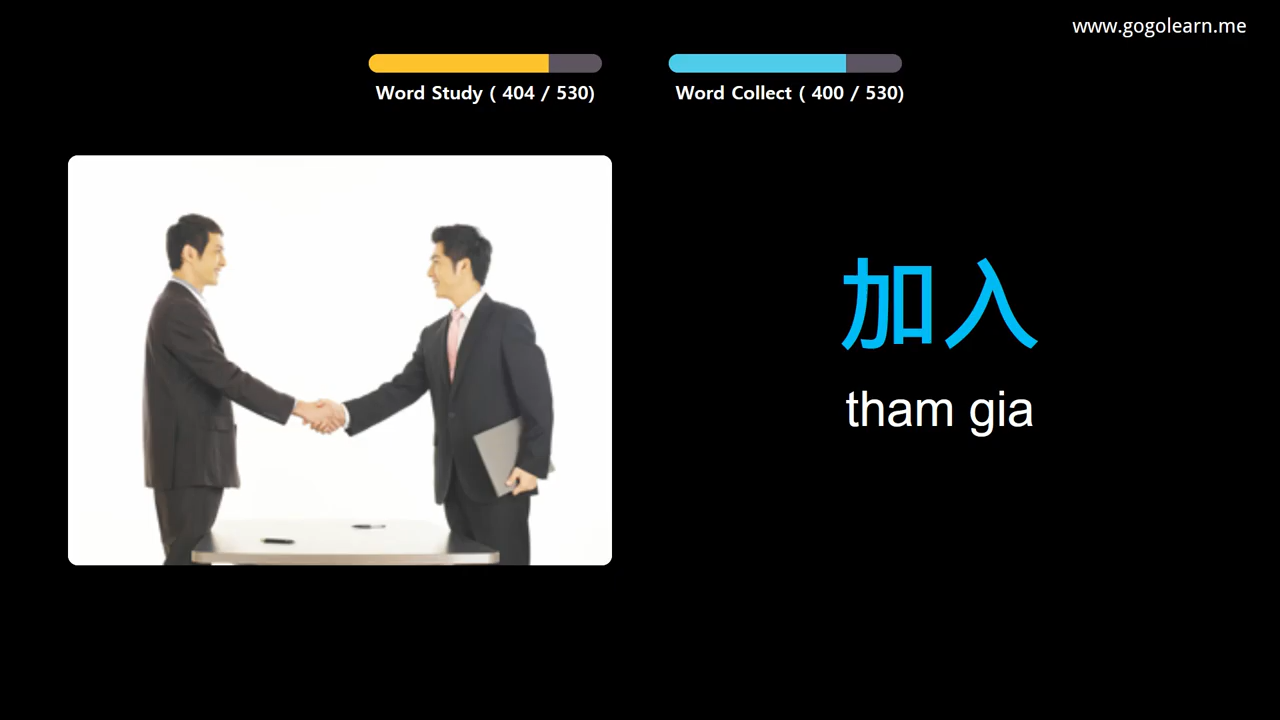 www.gogolearn.me
Word Study ( 404 / 530)
Word Collect ( 400 / 530)
加入
tham gia